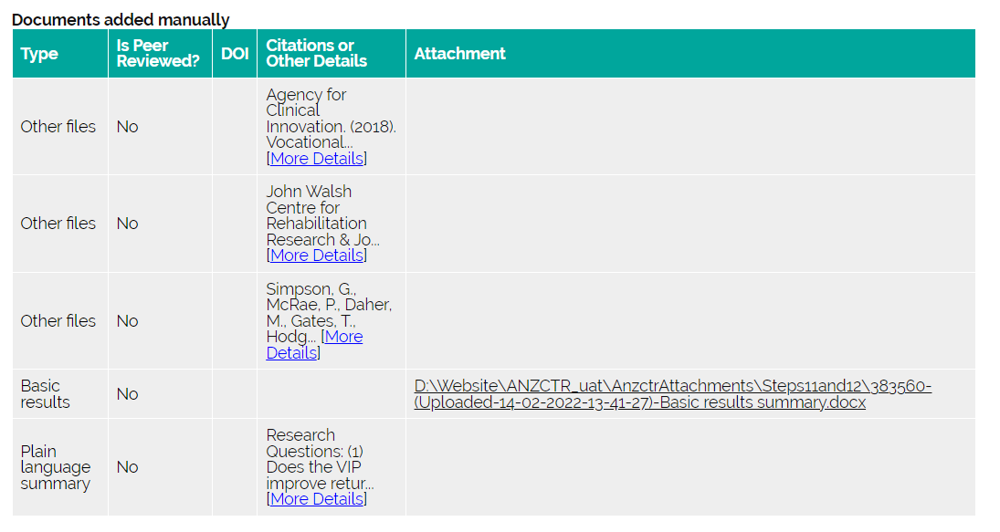 Documents added manually
Type
Is Peer
Reviewed?
DOI
Citations or
Other Details
Attachment
Other files
No
Agency for
Clinical
Innovation. (2018).
Vocational...
[More Details]
Other files
No
John Walsh
Centre for
Rehabilitation
Research & Jo...
[More Details]
Other files
No
Simpson, G.,
McRae, P., Daher,
M., Gates, T.,
Hodg... [More
Details]
Basic
results
No
D:\Website\ANZCTR_uat\AnzctrAttachments\Steps11and12\383560-
(Uploaded-14-02-2022-13-41-27)-Basic results summary.docx
Plain
language
summary
No
Research
Questions: (1)
Does the VIP
improve retur...
[More Details]